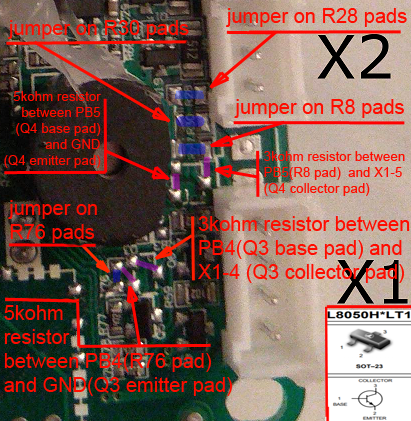 jumper on R28 pads
jumper on R30 pads
X2
5kohm resistor
between PB5
(Q4 base pad)
and GND
(Q4 emitter pad
jumper on R8 pads
3kohm resistor between
(R8 pad) and X1-5
(Q4 collector pad)
jumper on
R76 pads
3kohm resistor between
PB4(Q3 base pad) and
X1-4 (Q3 collector pad)
X1
5kohm
resistor
between PB4(R76 pad)
and GND(Q3 emitter pad)
L8050H*LT1
3
1
2
SOT-23
COLLECTOR
3
1
BASE
2
EMITTER
R77